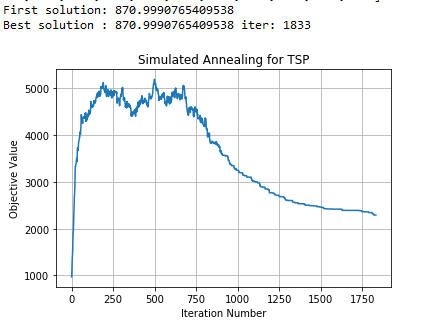 First solution: 870.9990765409538
Best solution : 870.9990765409538 iter: 1833
Simulated Annealing for TSP
5000
4000
3000
2000
1000
Objective Value
0 250 500 750 1000 1250 1500 1750
Iteration Number